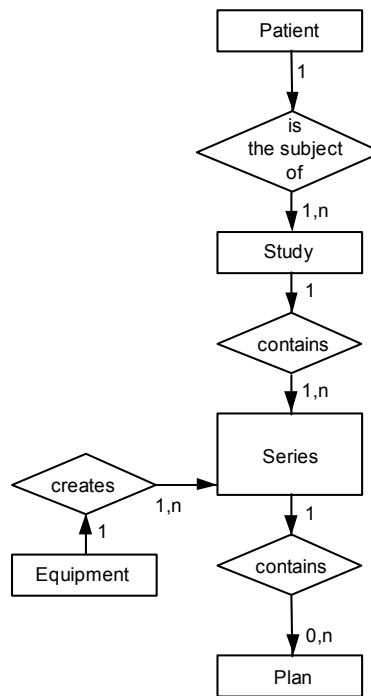 Patient
1
is
the subject
of
1,n
Study
1
contains
1,n
Series
creates
1,n
1
Equipment
1
contains
0,n
Plan